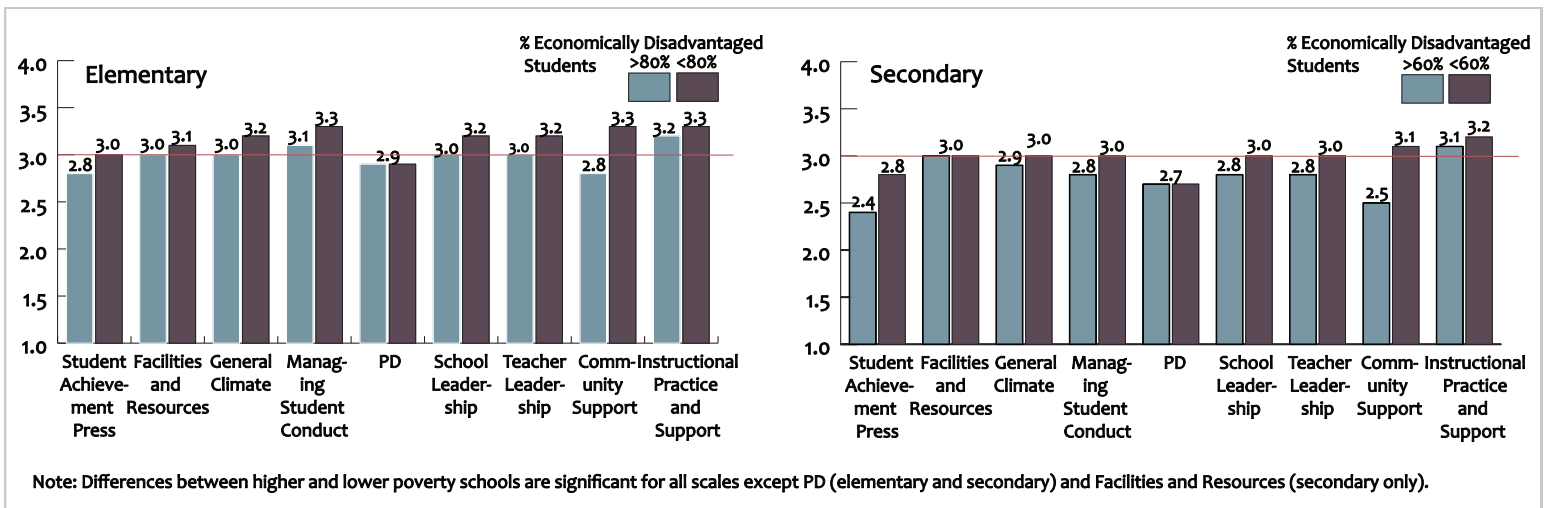 % Economically Disadvantaged
Students >80% <80%
Elementary
4.0
3.5
3.0
2.5
2.0
1.5
1.0
2.8 3.0 3.0 3.1 3.0 3.2 3.1 3.3 2.9 3.0 3.2 3.0 3.2 2.8 3.3 3.2 3.3
Student Facilities General Manag- PD School Teacher Comm- Instructional
Achieve- and Climate ing Leader- Leader- unity Practice
ment Resources Student ship ship Support and
Press Conduct Support
% Economically Disadvantaged
Students >60% <60%
Secondary
4.0
3.5
3.0
2.5
2.0
1.5
1.0
2.4 2.8 3.0 2.9 3.0 2.8 3.0 2.7 2.8 3.0 2.8 3.0 2.5 3.1 3.1 3.2
Student Facilities General Manag- PD School Teacher Comm- Instructional
Achieve- and Climate ing Leader- Leader- unity Practice
ment Resources Student ship ship Support and
Press Conduct Support
Note: Differences between higher and lower poverty schools are significant for all scales except PD (elementary and secondary) and Facilities and Resources (secondary only).